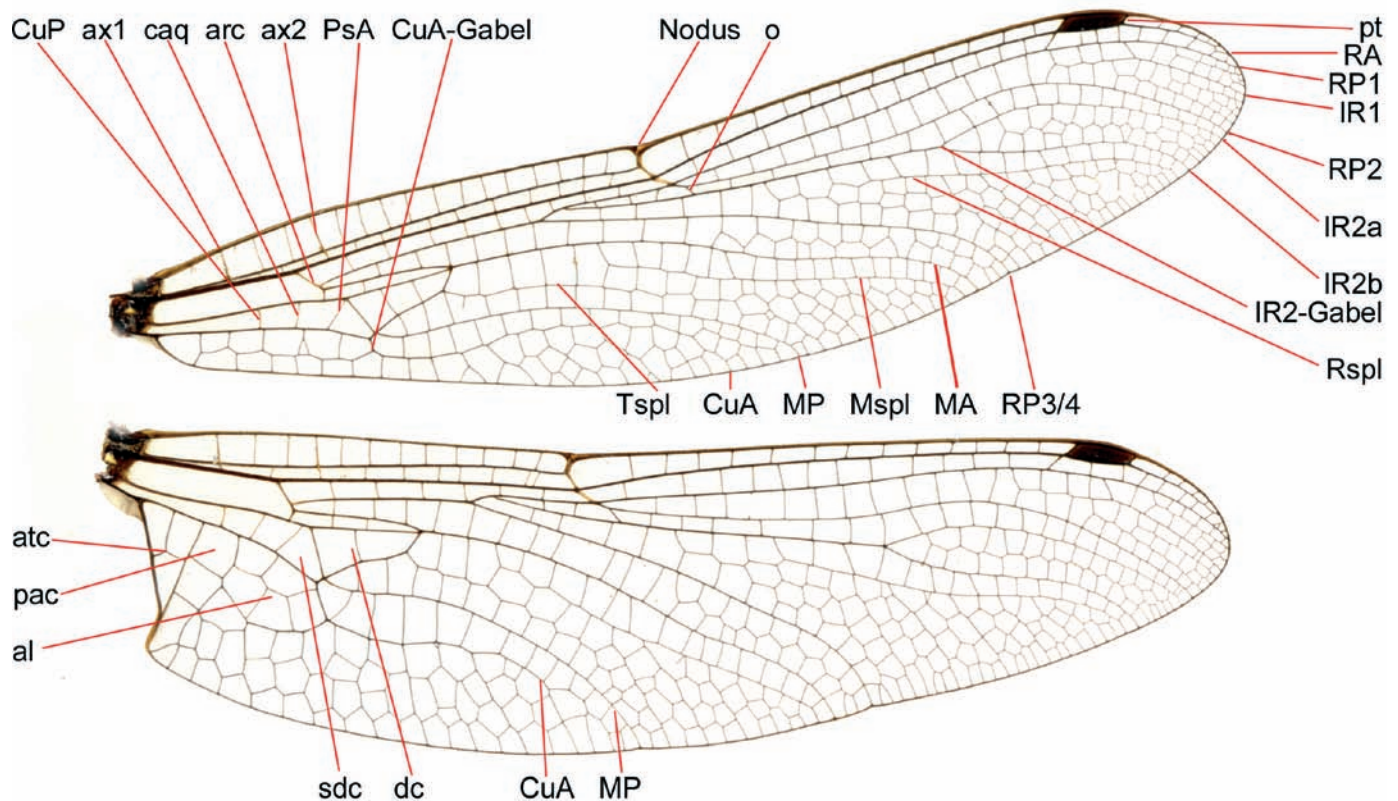 CuP ax1 caq arc ax2 PsA CuA-Gabel Nodus o pt
RA
RP1
IR1
RP2
IR2a
IR2b
IR2-Gabel
Rspl
Tspl CuA MP Mspl MA RP3/4
atc
pac
al
sdc dc CuA MP